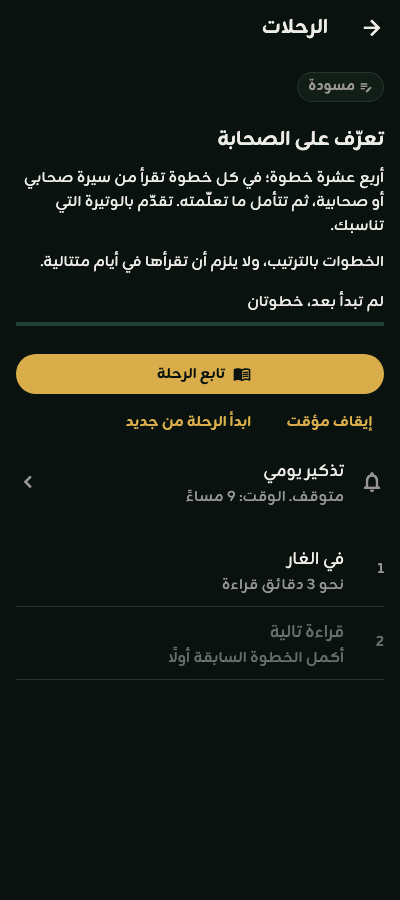 الرحلات
مسودة
تعرّف على الصحابة
أربع عشرة خطوة؛ في كل خطوة تقرأ من سيرة صحابي
أو صحابية، ثم تتأمل ما تعلّمته. تقدّم بالوتيرة التي
تناسبك.
الخطوات بالترتيب، ولا يلزم أن تقرأها في أيام متتالية.
لم تبدأ بعد، خطوتان
تابع الرحلة
إيقاف مؤقت
ابدأ الرحلة من جديد
تذكير يومي
متوقف. الوقت: 9 مساءً
1
في الغار
نحو 3 دقائق قراءة
2
قراءة تالية
أكمل الخطوة السابقة أولًا